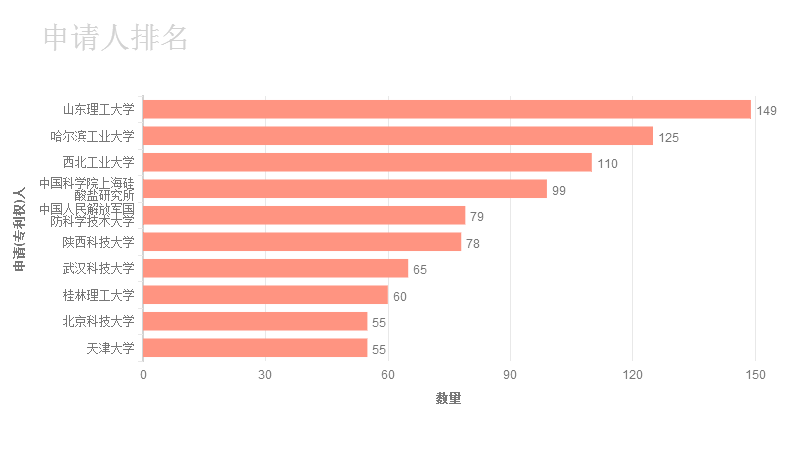 申请人排名
山东理工大学
149
哈尔滨工业大学
125
西北工业大学
110
中国科学院上海硅
酸盐研究所
99
中国人民解放军国
防科学技术大学
79
陕西科技大学
78
武汉科技大学
65
桂林理工大学
60
北京科技大学
55
天津大学
55
申请(专利权)人
0 30 60 90 120 150
数量